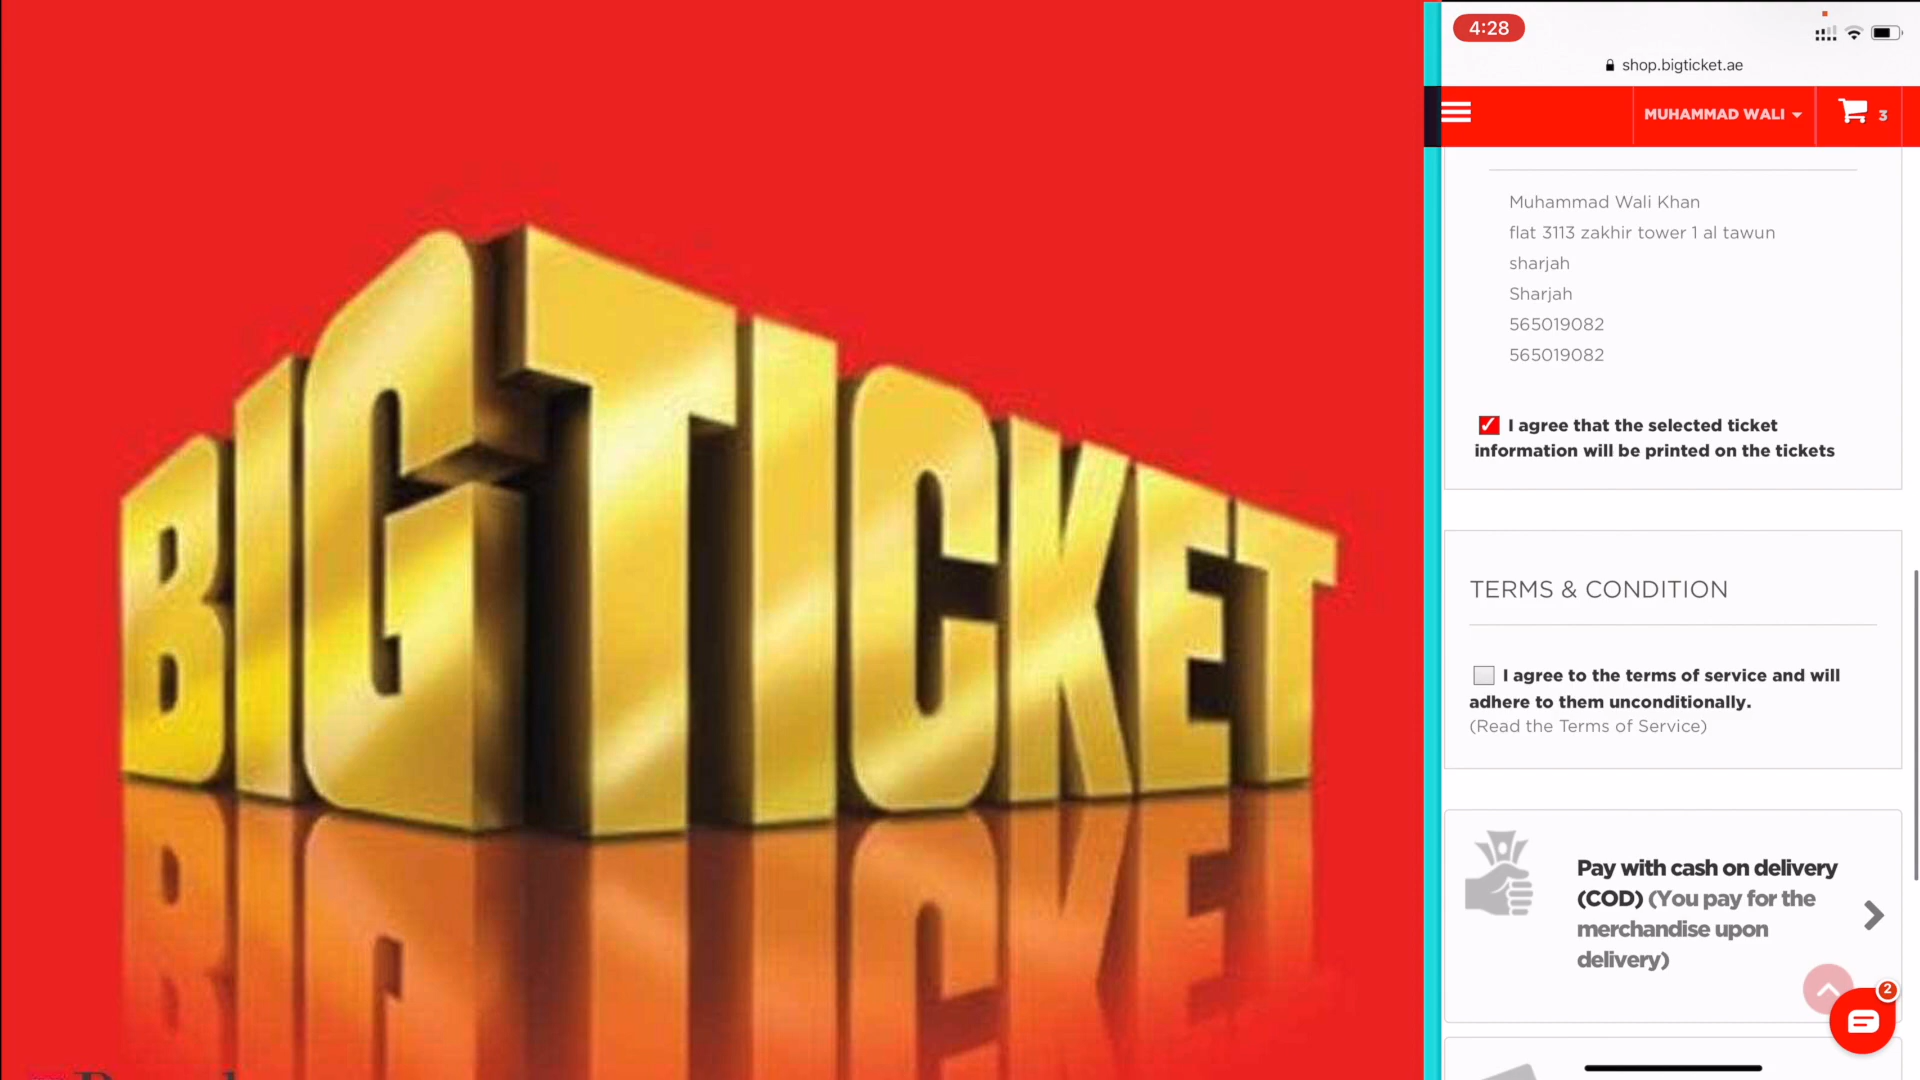 BIG TICKET
4:28
shop.bigticket.ae
MUHAMMAD WALI
3
Muhammad Wali Khan
flat 3113 zakhir tower 1 al tawun
sharjah
Sharjah
565019082
565019082
I agree that the selected ticket
information will be printed on the tickets
TERMS & CONDITION
I agree to the terms of service and will
adhere to them unconditionally.
(Read the Terms of Service)
Pay with cash on delivery
(COD) (You pay for the
merchandise upon
delivery)
2